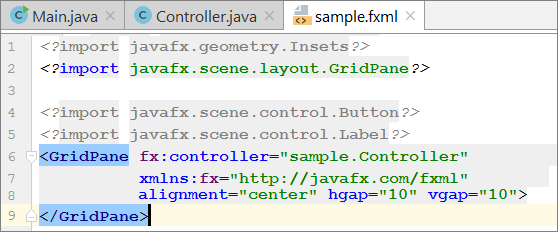 Main.java Controller.java sample.fxml
1 <?import javafx.geometry.Insets?>
2 <?import javafx.scene.layout.GridPane?>
3
4 <?import javafx.scene.control.Button?>
5 <?import javafx.scene.control.Label?>
6 <GridPane fx:controller="sample.Controller"
7 xmlns:fx="http://javafx.com/fxml"
8 alignment="center" hgap="10" vgap="10">
9 </GridPane>